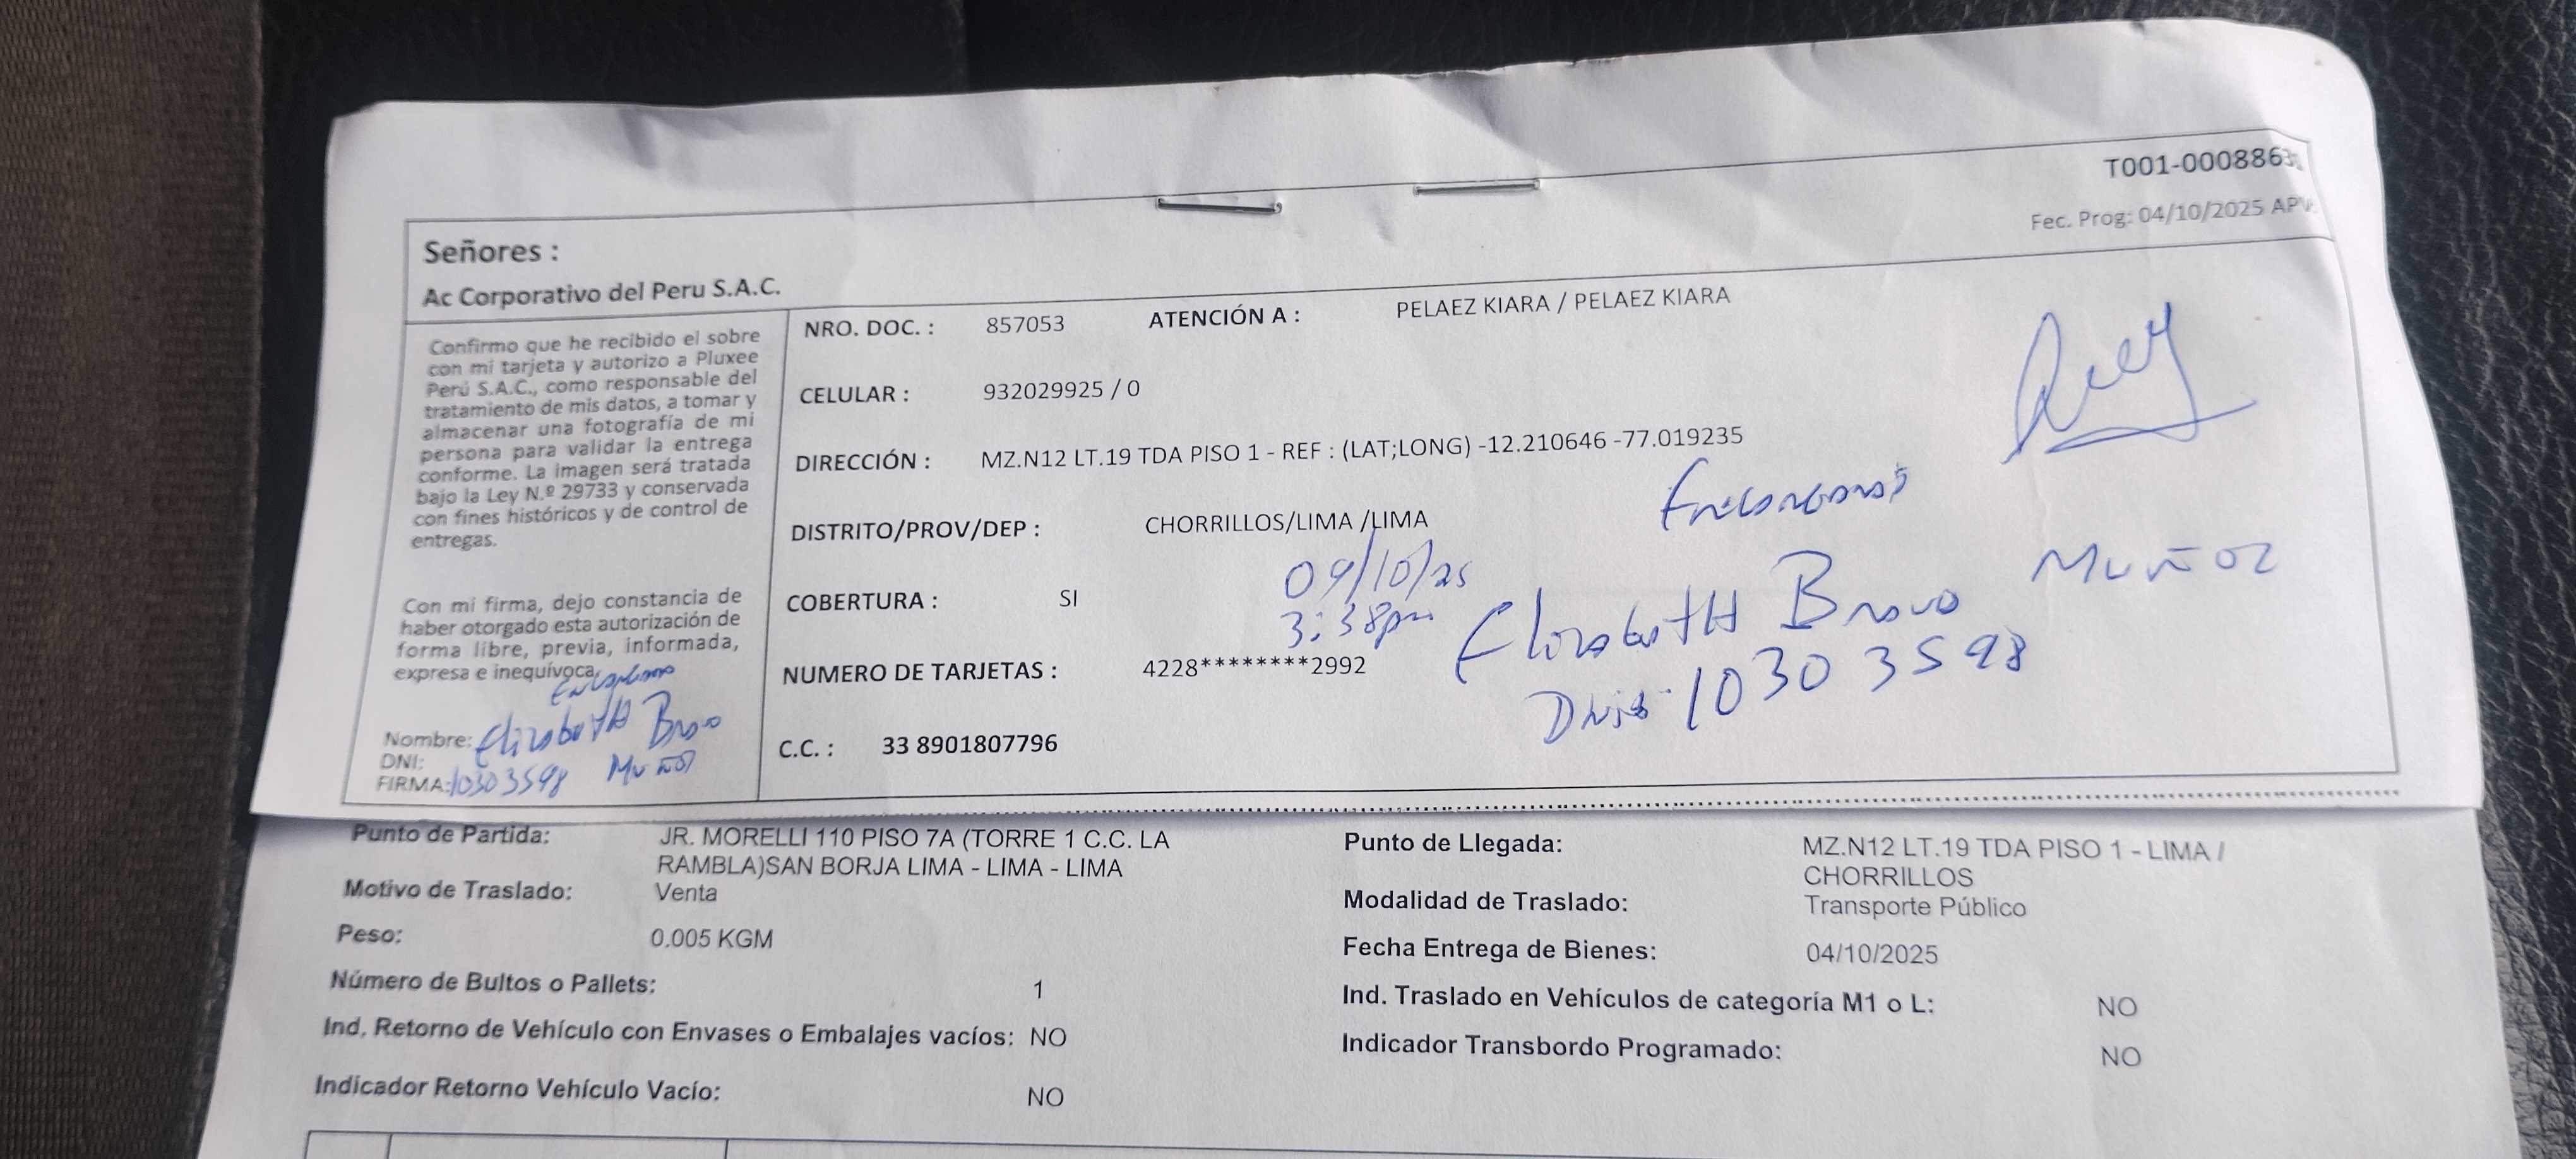 T001-0008863
Fec. Prog: 04/10/2025 APV
Señores :
Ac Corporativo del Peru S.A.C.
Confirmo que he recibido el sobre
con mi tarjeta y autorizo a Pluxee
Perú S.A.C., como responsable del
tratamiento de mis datos, a tomar y
almacenar una fotografía de mi
persona para validar la entrega
conforme. La imagen será tratada
bajo la Ley N.º 29733 y conservada
con fines históricos y de control de
entregas.
Con mi firma, dejo constancia de
haber otorgado esta autorización de
forma libre, previa, informada,
expresa e inequívoca.
Nombre: Elizabeth Bravo
DNI: Muñoz
FIRMA: 10303598
NRO. DOC. : 857053 ATENCIÓN A : PELAEZ KIARA / PELAEZ KIARA
CELULAR : 932029925 / 0
DIRECCIÓN : MZ.N12 LT.19 TDA PISO 1 - REF : (LAT;LONG) -12.210646 -77.019235
DISTRITO/PROV/DEP : CHORRILLOS/LIMA /LIMA
COBERTURA : SI
NUMERO DE TARJETAS : 4228********2992
C.C. : 33 8901807796
09/10/25
3:38pm
Elizabeth Bravo Muñoz
10303598
Punto de Partida: JR. MORELLI 110 PISO 7A (TORRE 1 C.C. LA
RAMBLA)SAN BORJA LIMA - LIMA - LIMA
Motivo de Traslado: Venta
Peso: 0.005 KGM
Número de Bultos o Pallets: 1
Ind. Retorno de Vehículo con Envases o Embalajes vacíos: NO
Indicador Retorno Vehículo Vacío: NO
Punto de Llegada: MZ.N12 LT.19 TDA PISO 1 - LIMA /
CHORRILLOS
Modalidad de Traslado: Transporte Público
Fecha Entrega de Bienes: 04/10/2025
Ind. Traslado en Vehículos de categoría M1 o L: NO
Indicador Transbordo Programado: NO